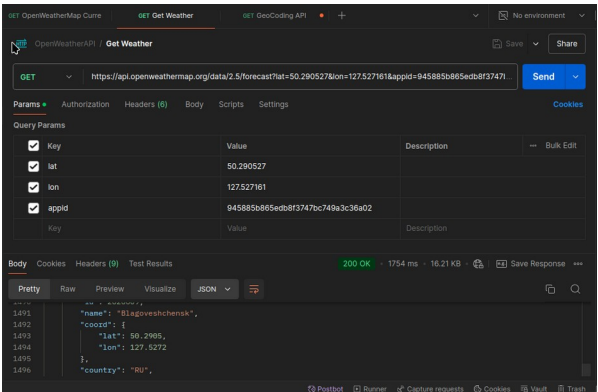 GET OpenWeatherMap Curre GET Get Weather GET GeoCoding API + No environment
OpenWeatherAPI / Get Weather Save Share
GET https://api.openweathermap.org/data/2.5/forecast?lat=50.290527&lon=127.527161&appid=945885b865edb8f3747l... Send
Params Authorization Headers (6) Body Scripts Settings Cookies
Query Params
Key Value Description ... Bulk Edit
lat 50.290527
lon 127.527161
appid 945885b865edb8f3747bc749a3c36a02
Key Value Description
Body Cookies Headers (9) Test Results 200 OK 1754 ms 16.21 KB Save Response
Pretty Raw Preview Visualize JSON
1491 "name": "Blagoveshchensk",
1492 "coord": {
1493 "lat": 50.2905,
1494 "lon": 127.5272
1495 },
1496 "country": "RU",
Postbot Runner Capture requests Cookies Vault Trash